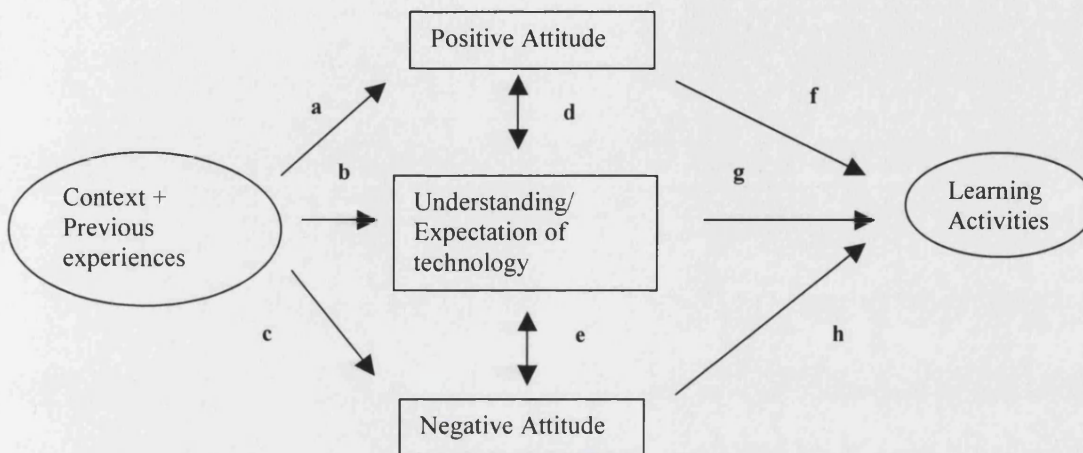 Positive Attitude
a
d
f
b
g
Context +
Previous
experiences
Understanding/
Expectation of
technology
Learning
Activities
c
e
h
Negative Attitude